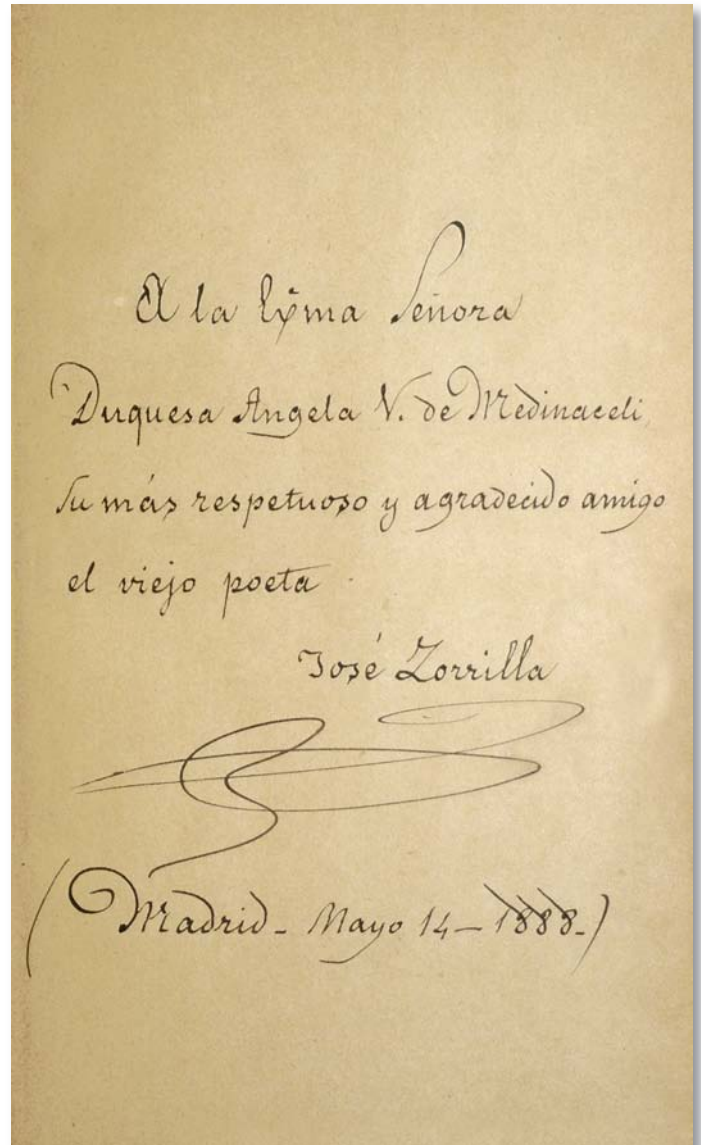 A la Exma Señora
Duquesa Angela V. de Medinaceli,
su más respetuoso y agradecido amigo
el viejo poeta.
José Zorrilla
(Madrid - Mayo 14 - 1888.)